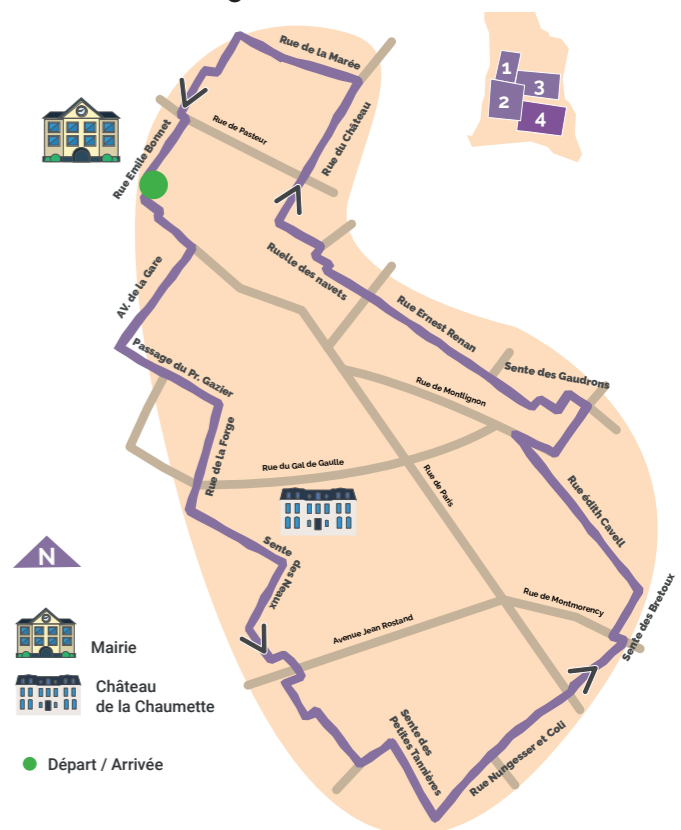 Rue de la Marée
1
3
2
4
Rue de Pasteur
Rue du Château
Rue Emile Bonnet
Ruelle des navets
AV. de la Gare
Rue Ernest Renan
Passage du Pr. Gazier
Sente des Gaudrons
Rue de Montlignon
Rue de la Forge
Rue du Gal de Gaulle
Rue de Paris
Rue édith Cavell
Sente
des Neaux
N
Rue de Montmorency
Sente des Bretoux
Avenue Jean Rostand
Mairie
Château
de la Chaumette
Sente des
Petites Tannières
Rue Nungesser et Coli
Départ / Arrivée